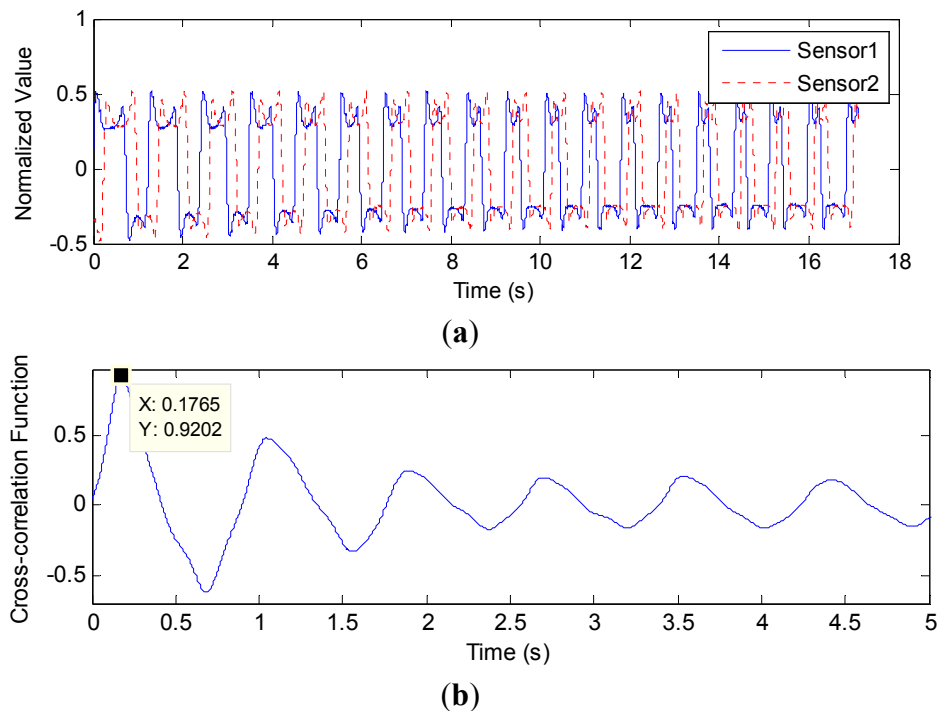 1
0.5
0
-0.5
Normalized Value
Sensor1
Sensor2
0 2 4 6 8 10 12 14 16 18
Time (s)
(a)
Cross-correlation Function
0.5
0
-0.5
X: 0.1765
Y: 0.9202
0 0.5 1 1.5 2 2.5 3 3.5 4 4.5 5
Time (s)
(b)